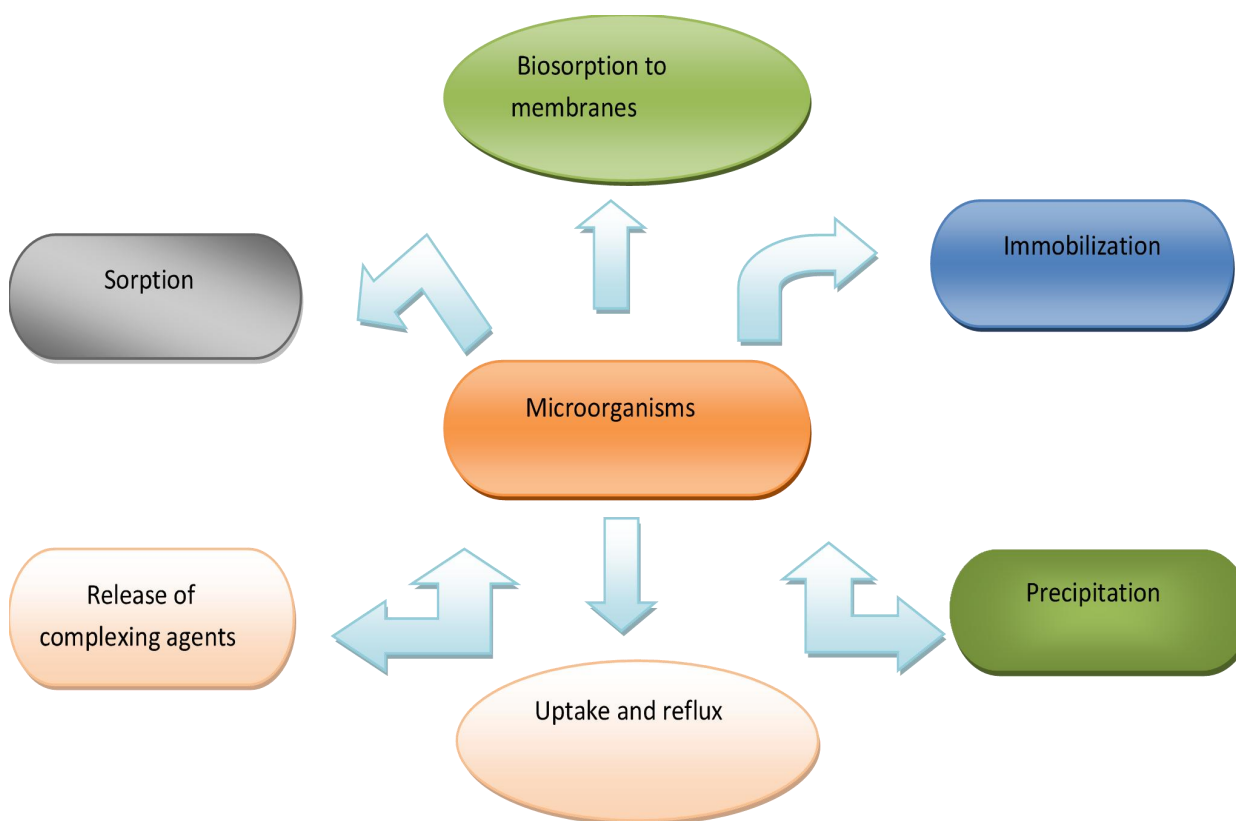 Biosorption to
membranes
Sorption
Immobilization
Microorganisms
Release of
complexing agents
Precipitation
Uptake and reflux